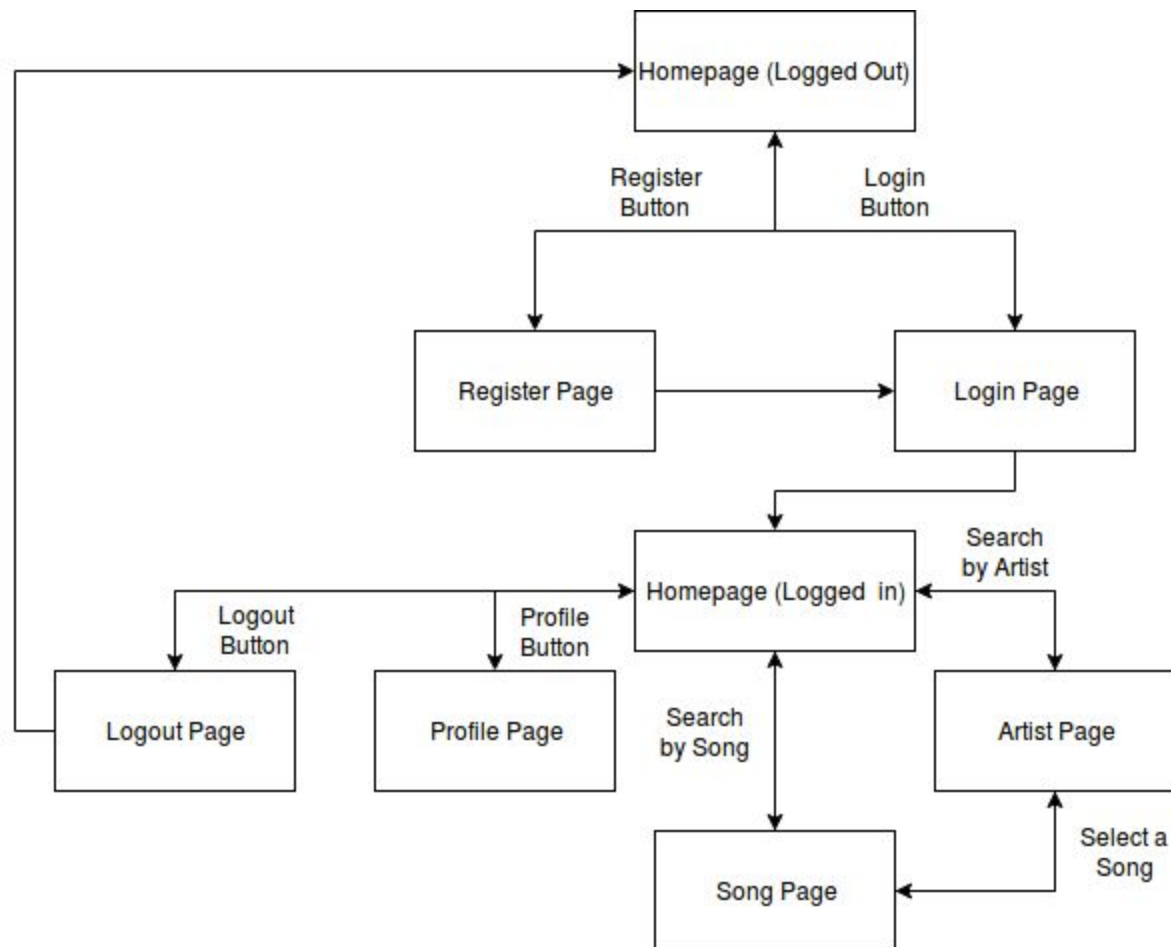 Homepage (Logged Out)
Register
Button
Login
Button
Register Page
Login Page
Search
by Artist
Homepage (Logged in)
Logout
Button
Profile
Button
Logout Page
Profile Page
Search
by Song
Artist Page
Select a
Song
Song Page